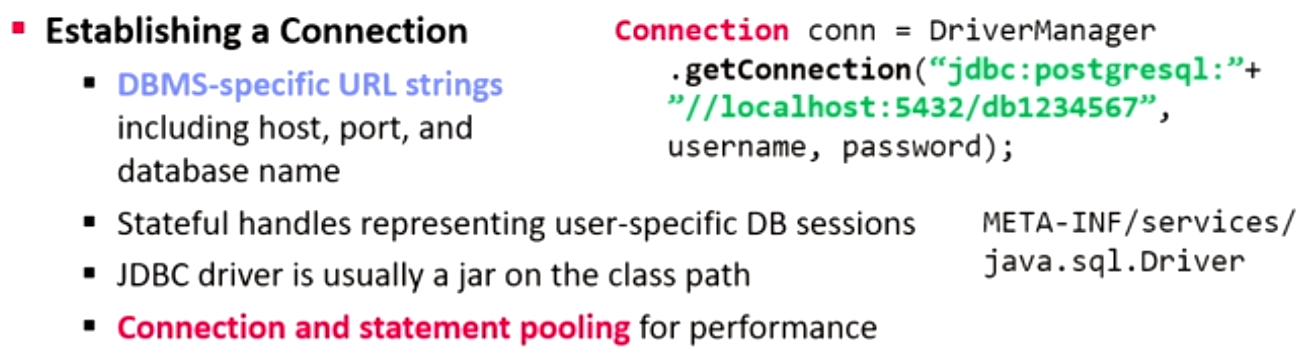 Establishing a Connection
DBMS-specific URL strings
including host, port, and
database name
Connection conn = DriverManager
.getConnection(“jdbc:postgresql:”+
”//localhost:5432/db1234567”,
username, password);
Stateful handles representing user-specific DB sessions
JDBC driver is usually a jar on the class path
META-INF/services/
java.sql.Driver
Connection and statement pooling for performance